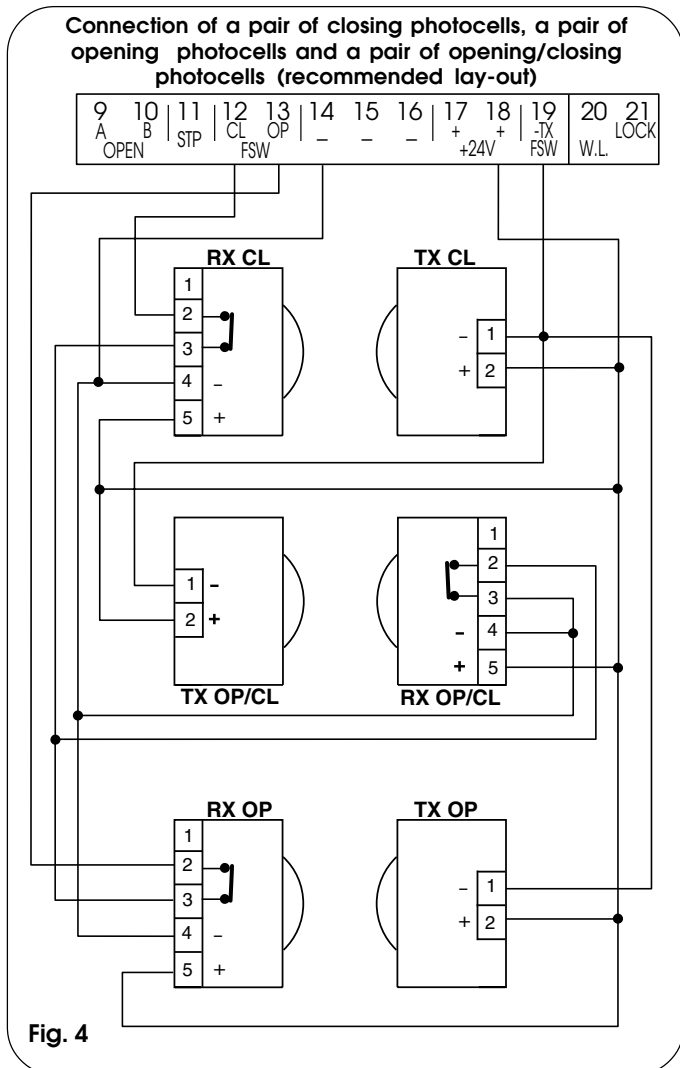 Connection of a pair of closing photocells, a pair of
opening photocells and a pair of opening/closing
photocells (recommended lay-out)
9 10 11 12 13 14 15 16 17 18 19 20 21
A B STP CL OP _ _ _ + + -TX LOCK
OPEN FSW +24V FSW W.L.
RX CL TX CL
1
2
3
4 -
5 +
- 1
+ 2
1 -
2 +
1
2
3
- 4
+ 5
TX OP/CL RX OP/CL
RX OP TX OP
1
2
3
4 -
5 +
- 1
+ 2
Fig. 4